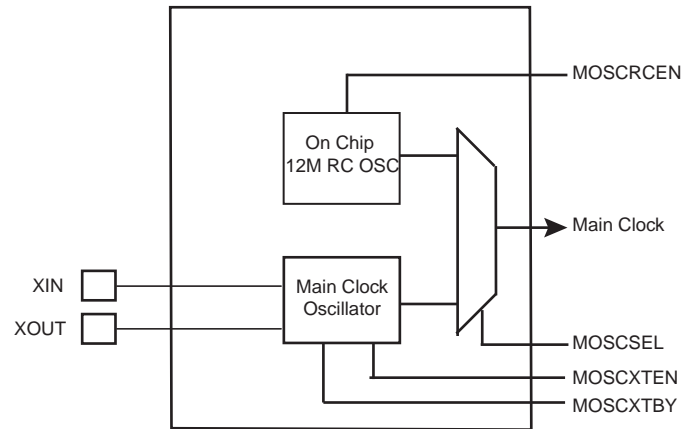 MOSCRCEN
On Chip
12M RC OSC
Main Clock
XIN
Main Clock
Oscillator
XOUT
MOSCSEL
MOSCXTEN
MOSCXTBY